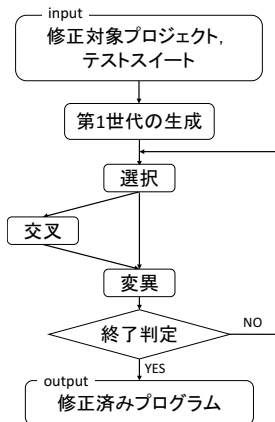 input
修正対象プロジェクト,
テストスイート
第1世代の生成
選択
交叉
変異
終了判定
NO
YES
output
修正済みプログラム